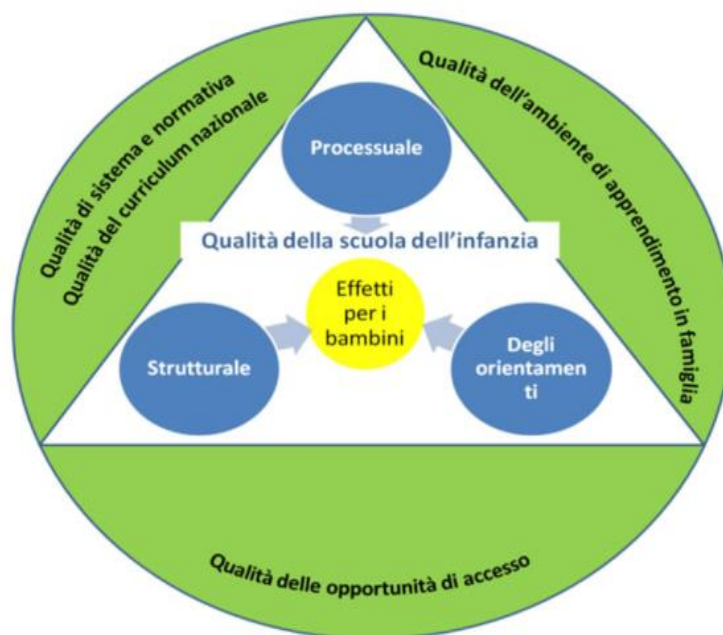 Qualità di sistema e normativa
Qualità del curriculum nazionale
Qualità dell'ambiente di apprendimento in famiglia
Processuale
Qualità della scuola dell'infanzia
Effetti
per i
bambini
Strutturale
Degli
orientamen
ti
Qualità delle opportunità di accesso